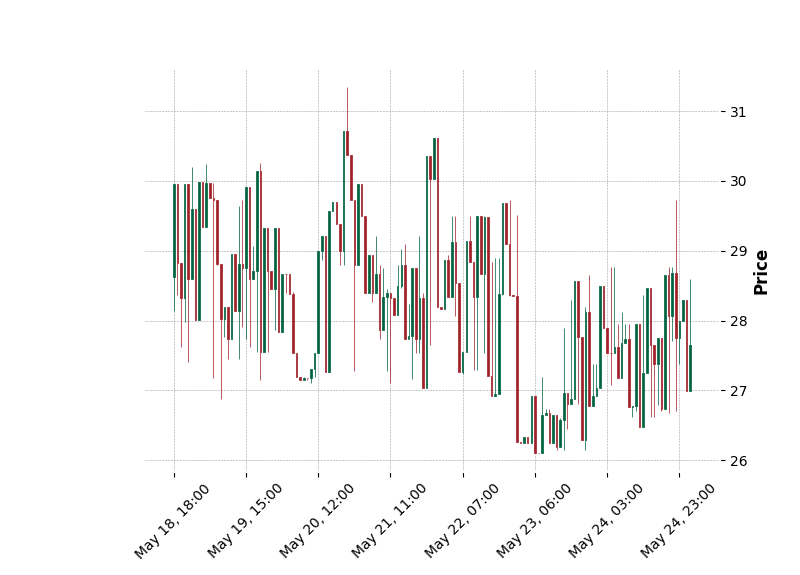 31
30
29
28
27
26
Price
May 18, 18:00
May 19, 15:00
May 20, 12:00
May 21, 11:00
May 22, 07:00
May 23, 06:00
May 24, 03:00
May 24, 23:00